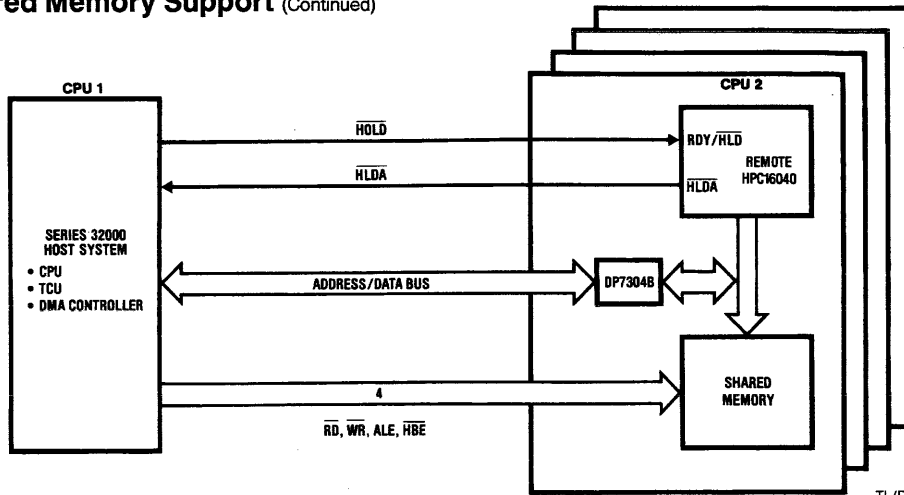 red Memory Support (Continued)
CPU 1
CPU 2
HOLD
RDY/HLD
REMOTE
HPC16040
HLDA
HLDA
SERIES 32000
HOST SYSTEM
• CPU
• TCU
• DMA CONTROLLER
ADDRESS/DATA BUS
DP7304B
4
SHARED
MEMORY
RD, WR, ALE, HBE